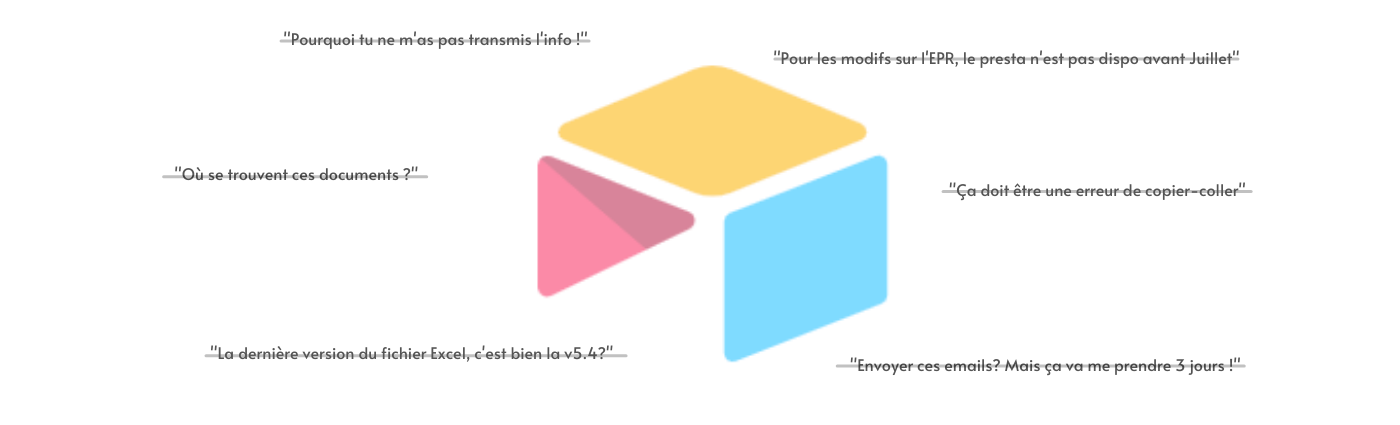 "Pourquoi tu ne m'as pas transmis l'info !"
"Pour les modifs sur l'EPR, le presta n'est pas dispo avant Juillet"
"Où se trouvent ces documents ?"
"Ça doit être une erreur de copier-coller"
"La dernière version du fichier Excel, c'est bien la v5.4?"
"Envoyer ces emails? Mais ça va me prendre 3 jours !"